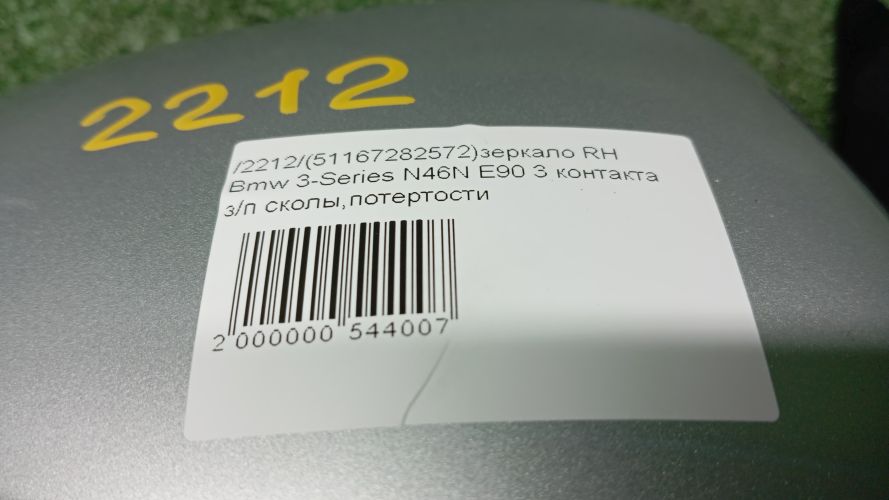 2212
/2212/(51167282572)зеркало RH
Bmw 3-Series N46N E90 3 контакта
з/п сколы,потертости
2 000000 544007